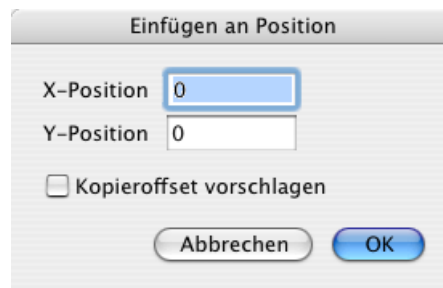 Einfügen an Position
X-Position 0
Y-Position 0
Kopieroffset vorschlagen
Abbrechen OK